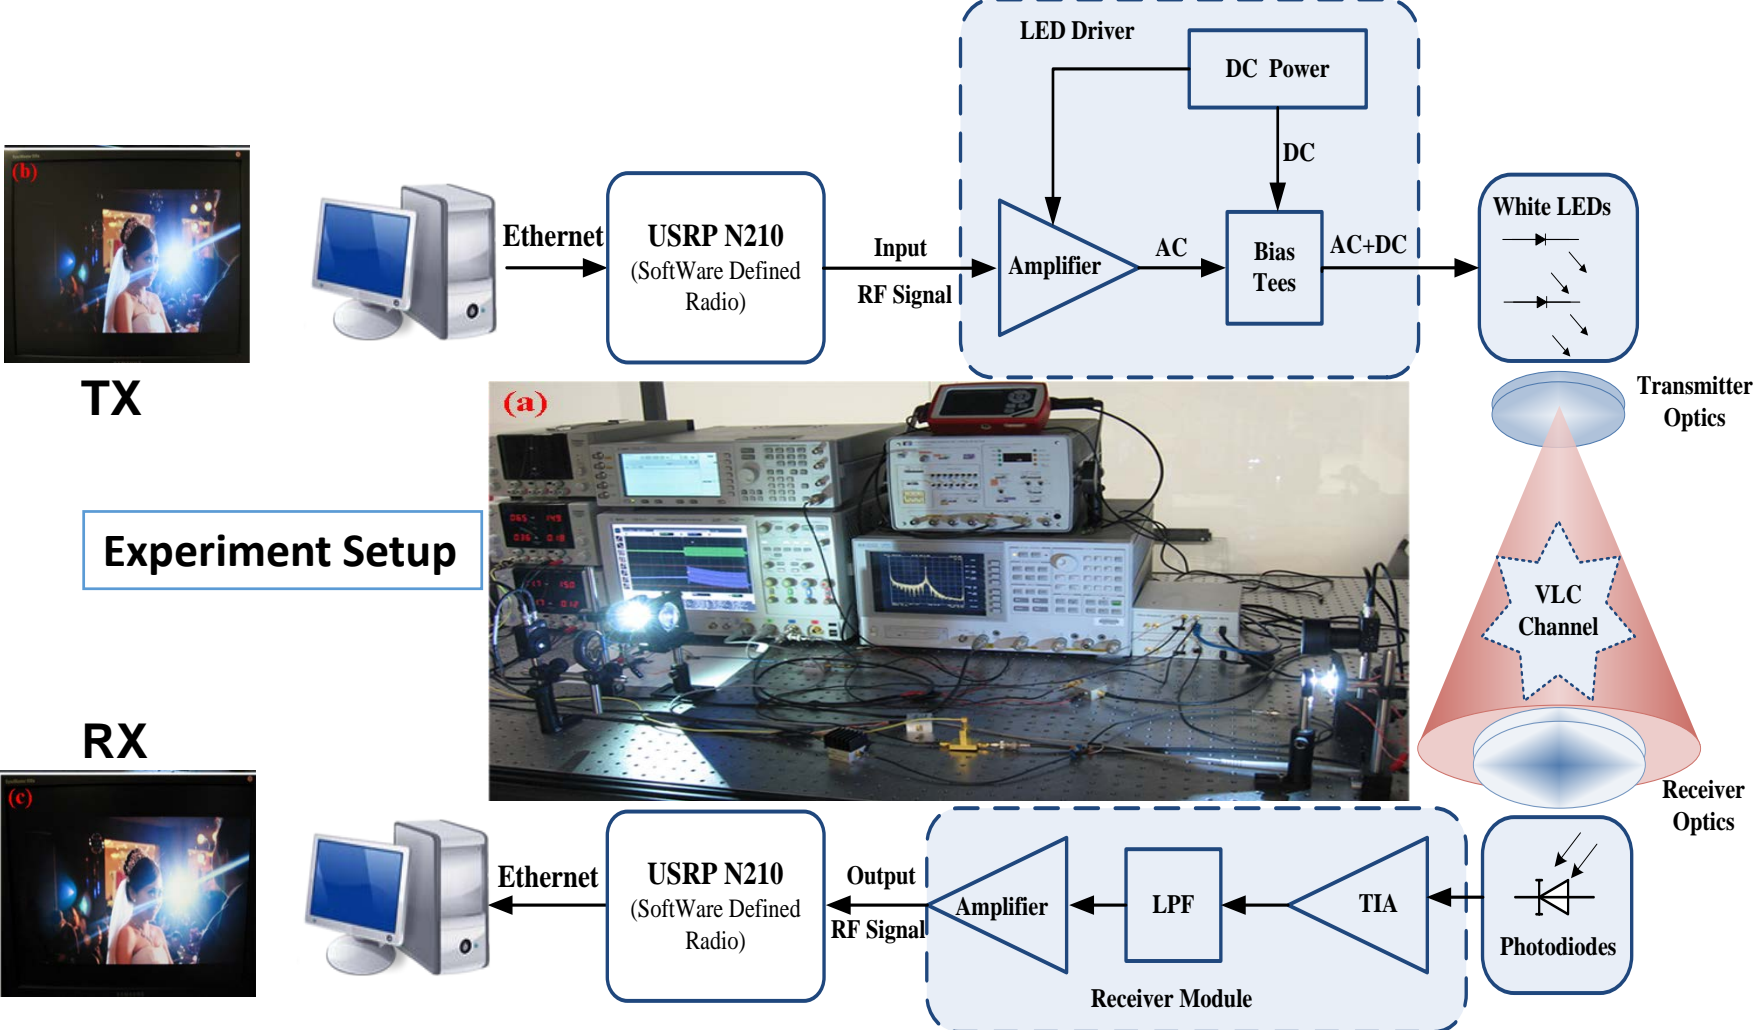 LED Driver
DC Power
DC
(b)
Ethernet
USRP N210
(SoftWare Defined
Radio)
Input
RF Signal
Amplifier
AC
Bias
Tees
AC+DC
White LEDs
TX
Transmitter
Optics
(a)
Experiment Setup
VLC
Channel
RX
(c)
Receiver
Optics
Ethernet
USRP N210
(SoftWare Defined
Radio)
Output
RF Signal
Amplifier
LPF
TIA
Photodiodes
Receiver Module